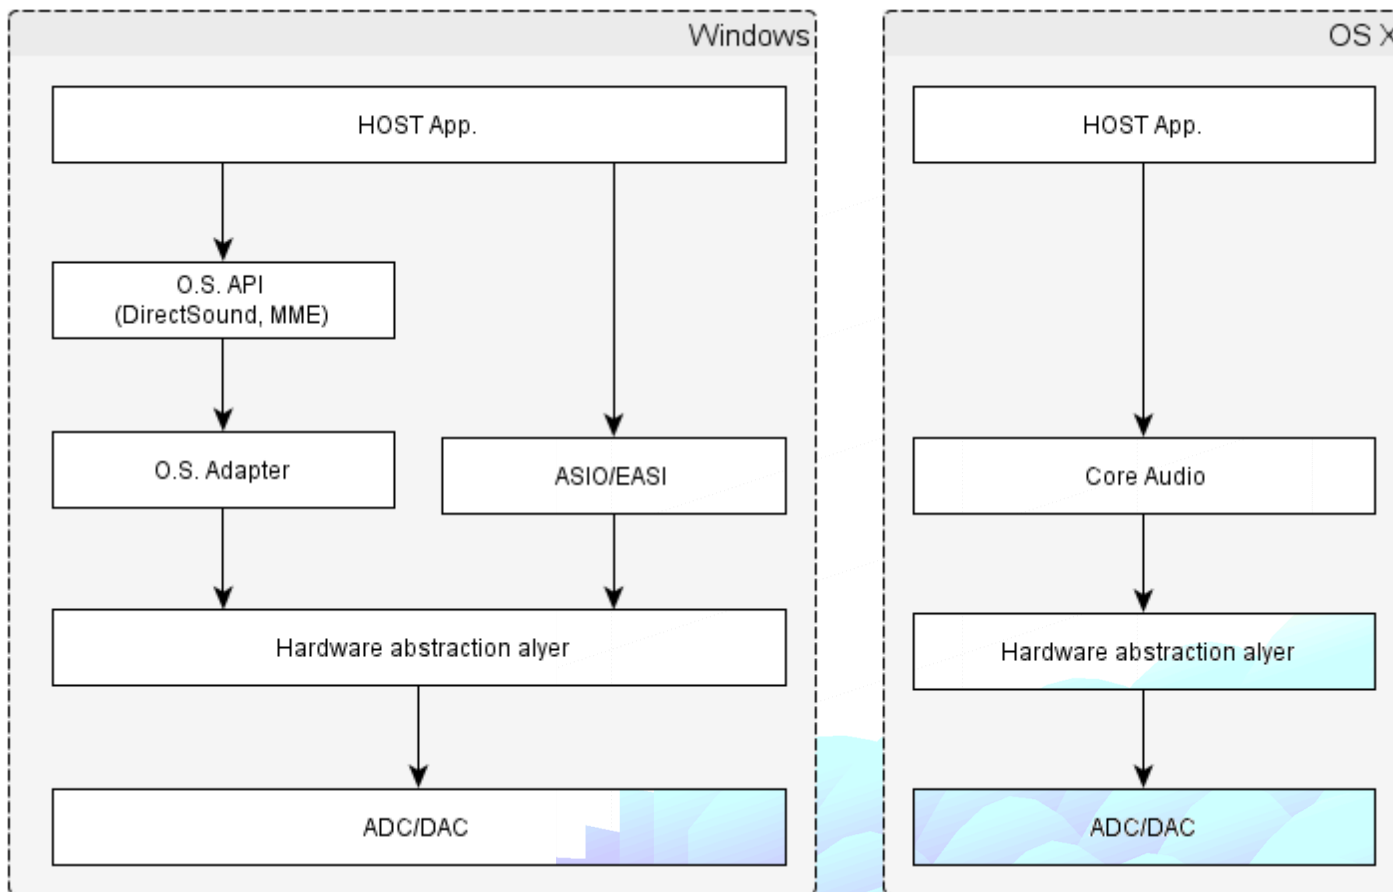 Windows
HOST App.
O.S. API
(DirectSound, MME)
O.S. Adapter
ASIO/EASI
Hardware abstraction alyer
ADC/DAC
OS X
HOST App.
Core Audio
Hardware abstraction alyer
ADC/DAC